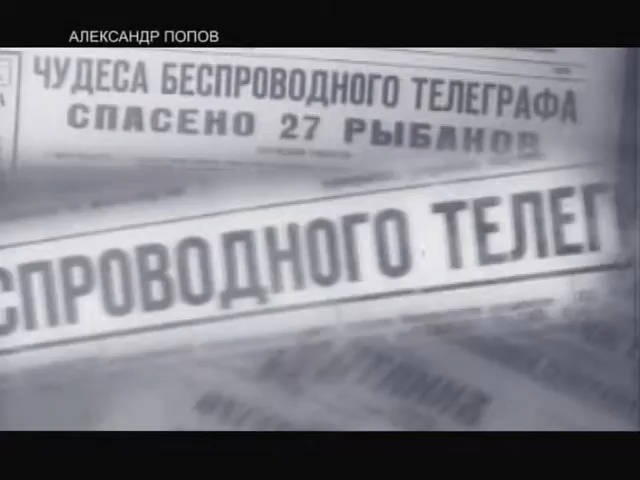 АЛЕКСАНДР ПОПОВ
ЧУДЕСА БЕСПРОВОДНОГО ТЕЛЕГРАФА
СПАСЕНО 27 РЫБАКОВ
СПРОВОДНОГО ТЕЛЕГ